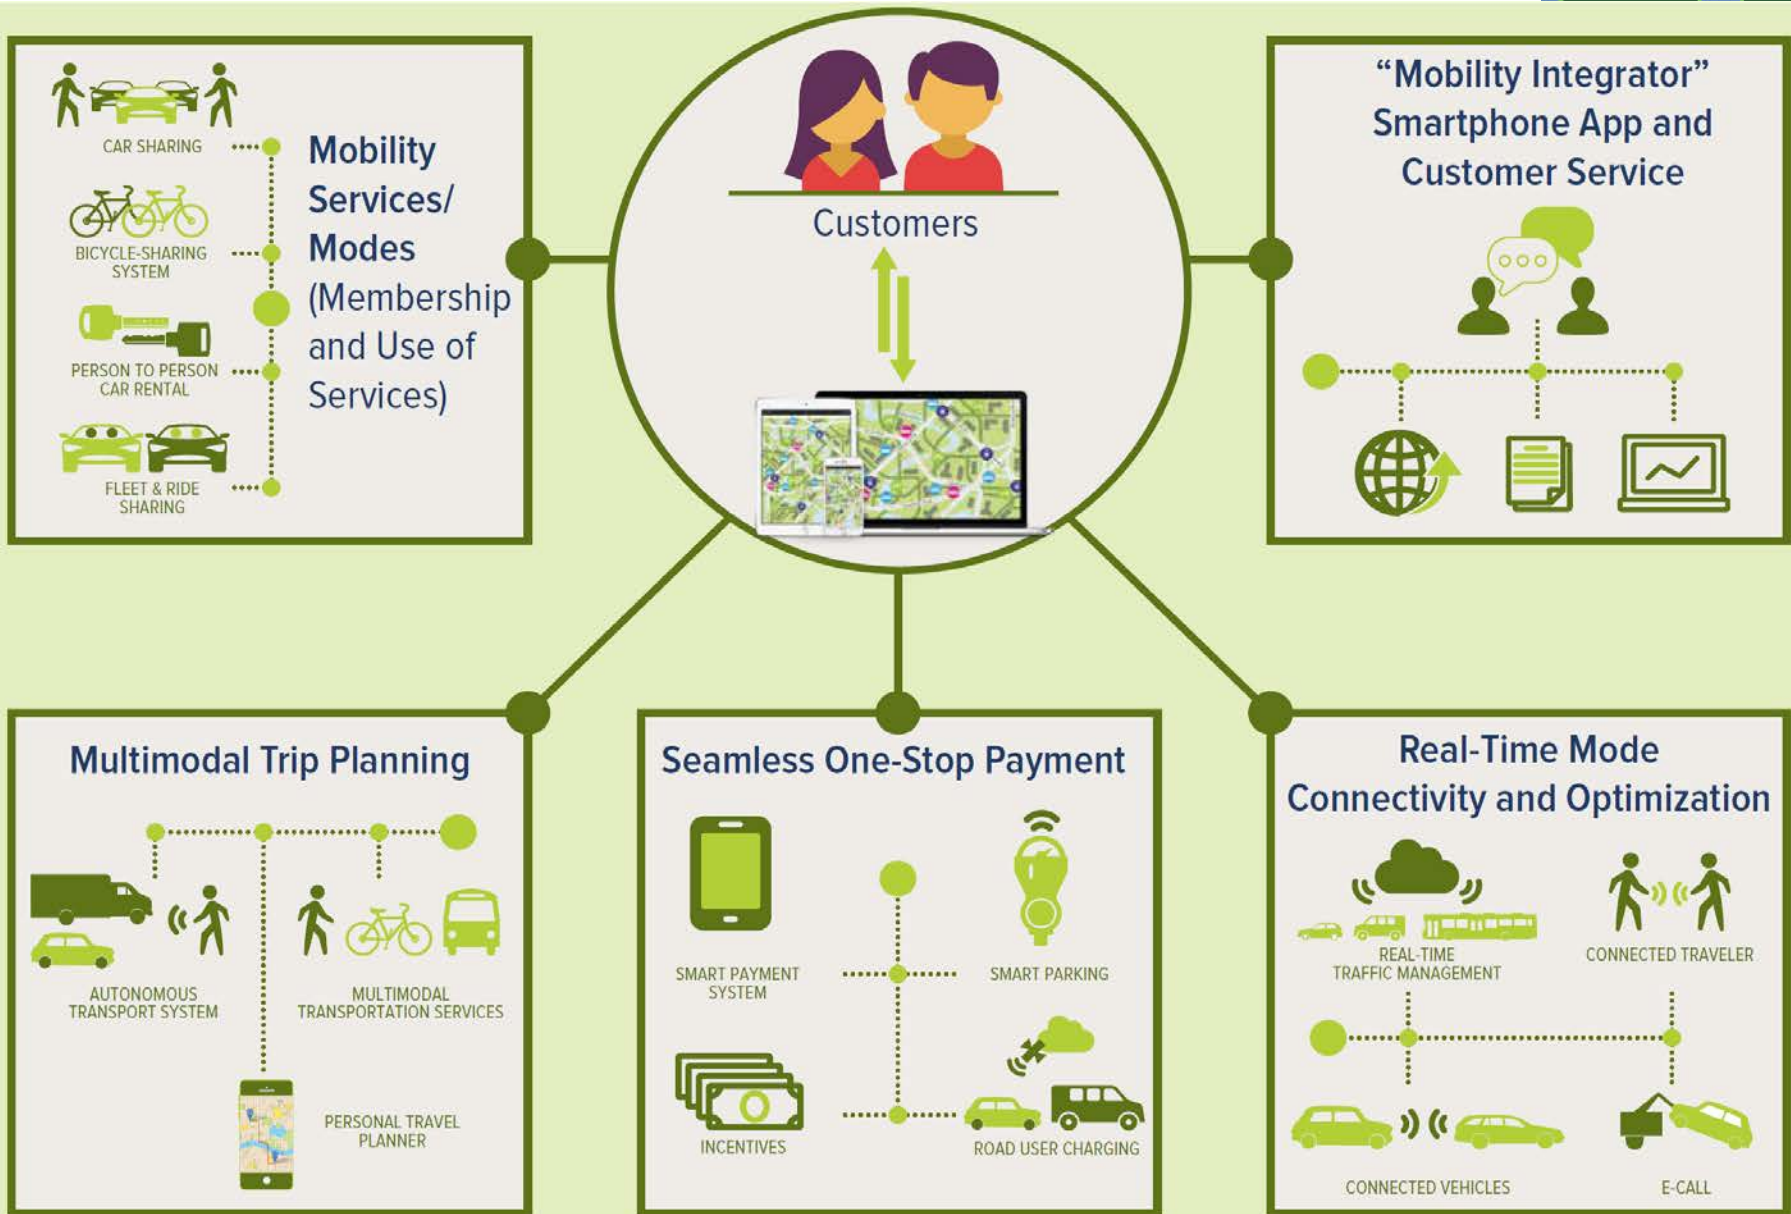 CAR SHARING
BICYCLE-SHARING
SYSTEM
PERSON TO PERSON
CAR RENTAL
FLEET & RIDE
SHARING
Mobility
Services/
Modes
(Membership
and Use of
Services)
Customers
“Mobility Integrator”
Smartphone App and
Customer Service
Multimodal Trip Planning
AUTONOMOUS
TRANSPORT SYSTEM
MULTIMODAL
TRANSPORTATION SERVICES
PERSONAL TRAVEL
PLANNER
Seamless One-Stop Payment
SMART PAYMENT
SYSTEM
SMART PARKING
INCENTIVES
ROAD USER CHARGING
Real-Time Mode
Connectivity and Optimization
REAL-TIME
TRAFFIC MANAGEMENT
CONNECTED TRAVELER
CONNECTED VEHICLES
E-CALL